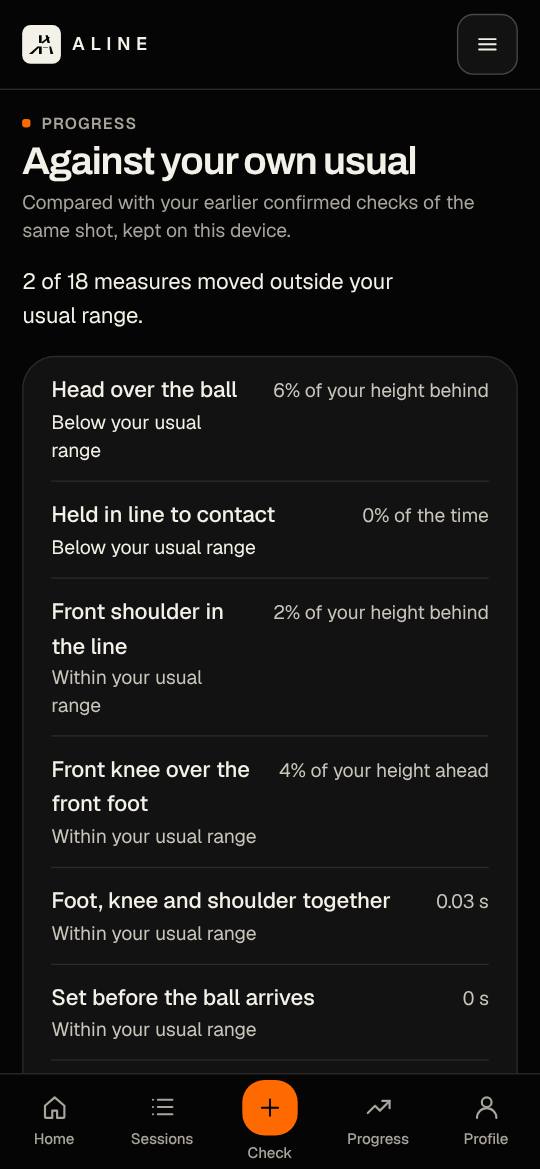 ALINE
PROGRESS
Against your own usual
Compared with your earlier confirmed checks of the
same shot, kept on this device.
2 of 18 measures moved outside your
usual range.
Head over the ball
6% of your height behind
Below your usual
range
Held in line to contact
0% of the time
Below your usual range
Front shoulder in
the line
2% of your height behind
Within your usual
range
Front knee over the
front foot
4% of your height ahead
Within your usual range
Foot, knee and shoulder together
0.03 s
Within your usual range
Set before the ball arrives
0 s
Within your usual range
Home
Sessions
Check
Progress
Profile